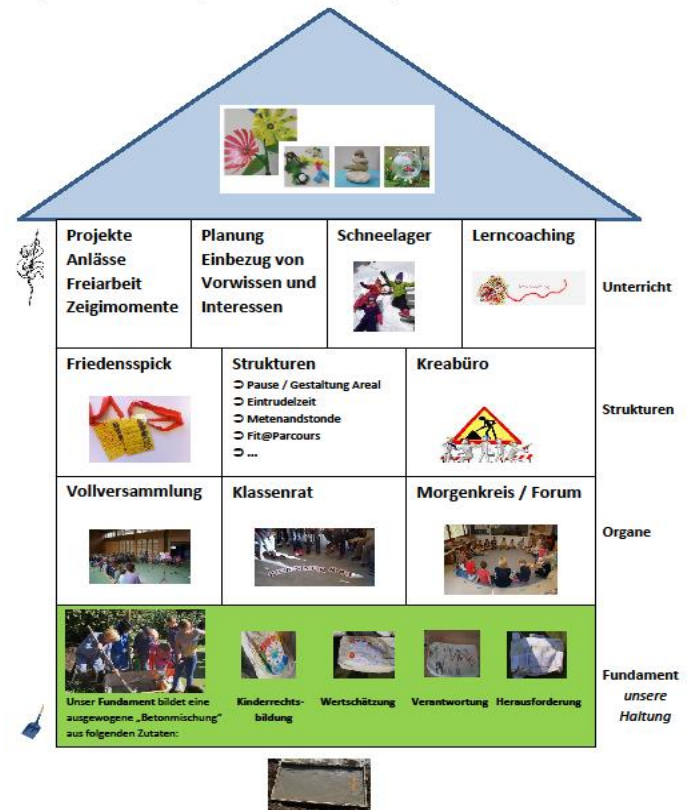 Projekte
Anlässe
Freiarbeit
Zeigimomente
Planung
Einbezug von
Vorwissen und
Interessen
Schneelager
Lerncoaching
Unterricht
Friedensspick
Strukturen
➲ Pause / Gestaltung Areal
➲ Eintrudelzeit
➲ Metenandstonde
➲ Fit@Parcours
➲ ...
Kreabüro
Strukturen
Vollversammlung
Klassenrat
Morgenkreis / Forum
Organe
Unser Fundament bildet eine
ausgewogene „Betonmischung“
aus folgenden Zutaten:
Kinderrechts-
bildung
Wertschätzung
Verantwortung
Herausforderung
Fundament
unsere
Haltung